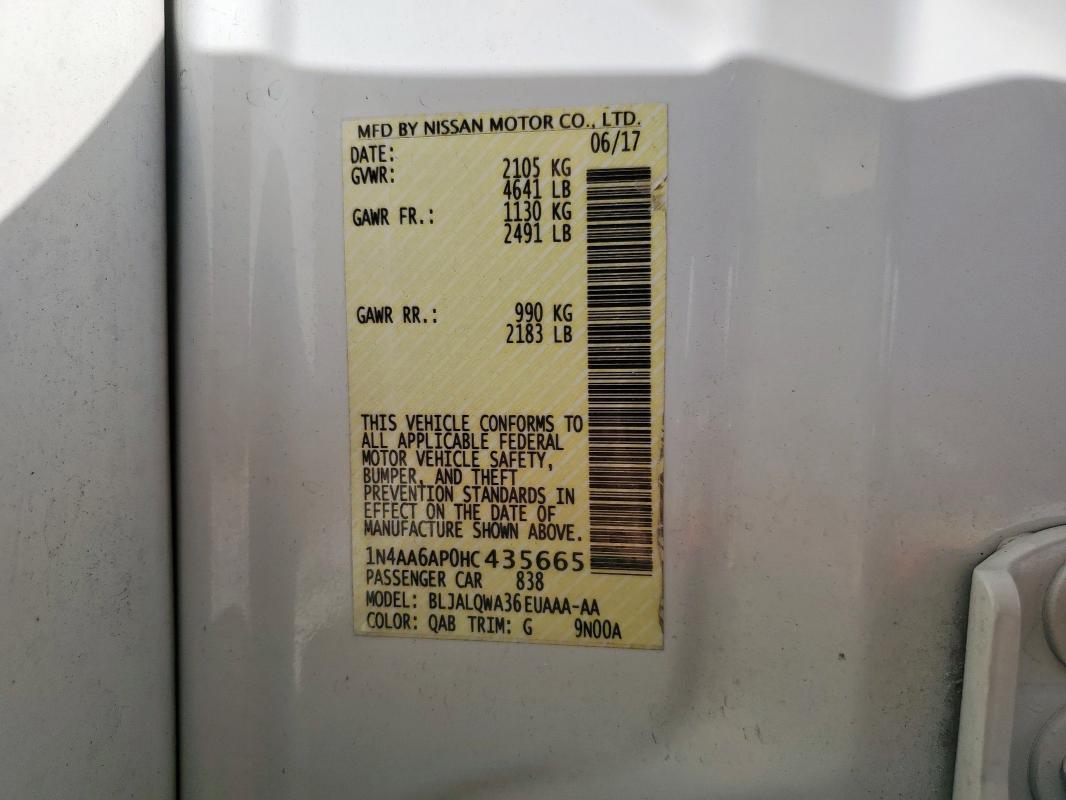 MFD BY NISSAN MOTOR CO., LTD.
DATE: 06/17
GVWR: 2105 KG
4641 LB
GAWR FR.: 1130 KG
2491 LB
GAWR RR.: 990 KG
2183 LB
THIS VEHICLE CONFORMS TO
ALL APPLICABLE FEDERAL
MOTOR VEHICLE SAFETY,
BUMPER, AND THEFT
PREVENTION STANDARDS IN
EFFECT ON THE DATE OF
MANUFACTURE SHOWN ABOVE.
1N4AA6AP0HC435665
PASSENGER CAR 838
MODEL: BLJALQWA36EUAAA-AA
COLOR: QAB TRIM: G 9N00A